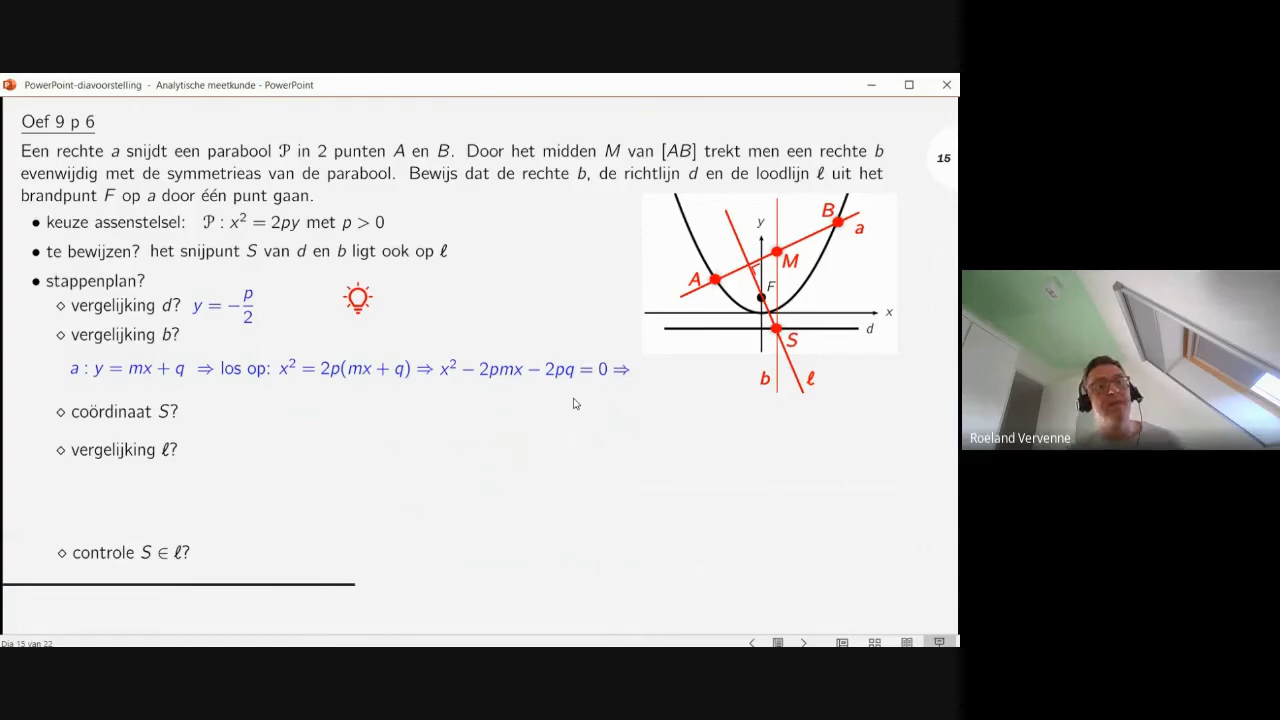 PowerPoint-diavoorstelling - Analytische meetkunde - PowerPoint
Oef 9 p 6
15
Een rechte a snijdt een parabool 𝒫 in 2 punten A en B. Door het midden M van [AB] trekt men een rechte b
evenwijdig met de symmetrieas van de parabool. Bewijs dat de rechte b, de richtlijn d en de loodlijn ℓ uit het
brandpunt F op a door één punt gaan.
• keuze assenstelsel: 𝒫 : x² = 2py met p > 0
• te bewijzen? het snijpunt S van d en b ligt ook op ℓ
• stappenplan?
⋄ vergelijking d? y = −p/2
⋄ vergelijking b?
a : y = mx + q ⇒ los op: x² = 2p(mx + q) ⇒ x² − 2pmx − 2pq = 0 ⇒
⋄ coördinaat S?
⋄ vergelijking ℓ?
⋄ controle S ∈ ℓ?
y
B
a
M
A
F
x
d
S
b
ℓ
Roeland Vervenne
Dia 15 van 22